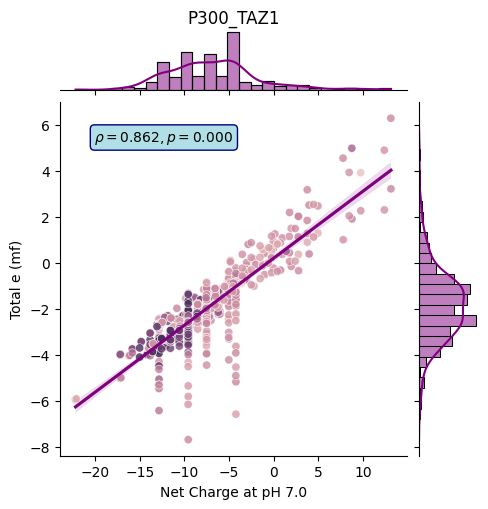 P300_TAZ1
ρ = 0.862, p = 0.000
6
4
2
0
−2
−4
−6
−8
Total e (mf)
−20 −15 −10 −5 0 5 10
Net Charge at pH 7.0